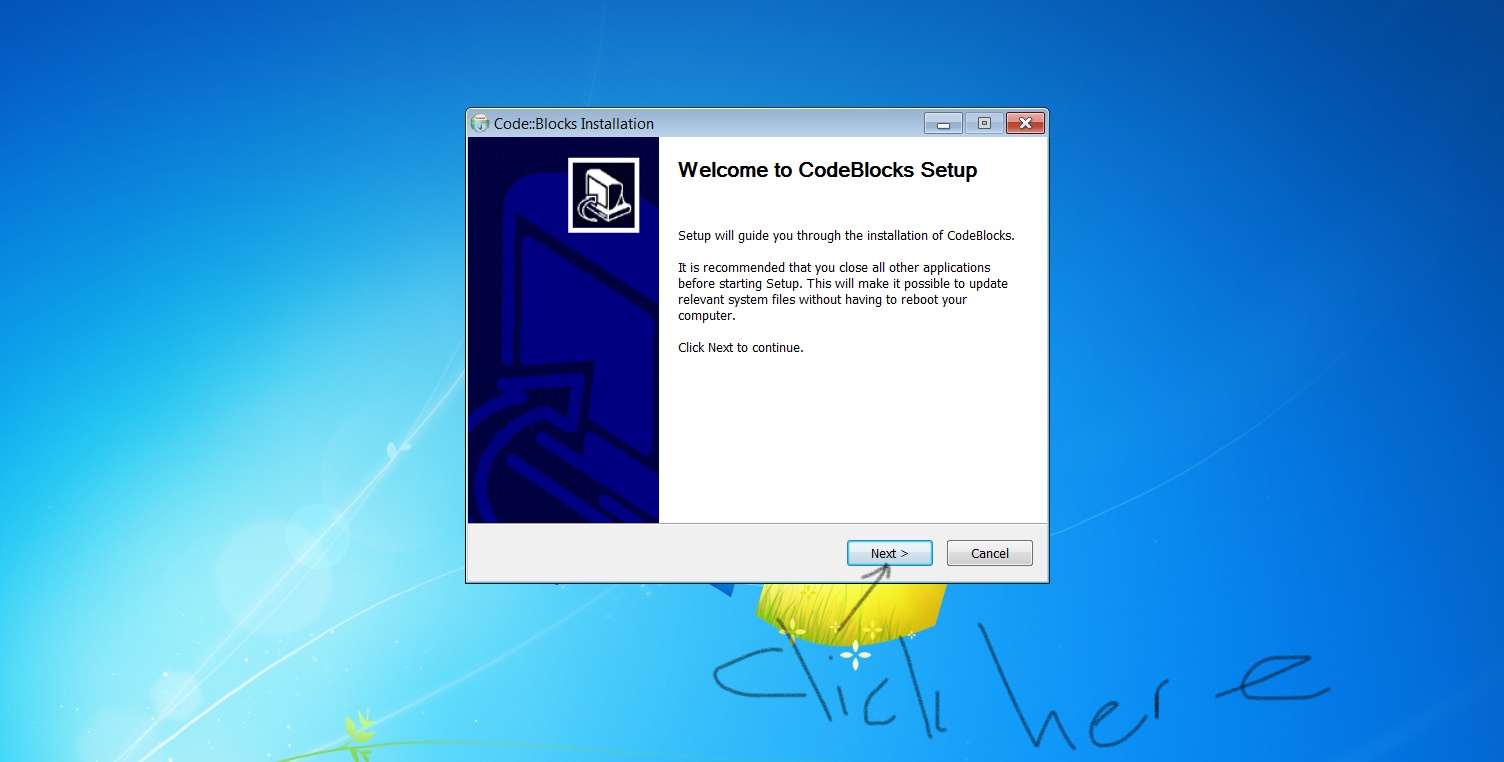 Code::Blocks Installation
Welcome to CodeBlocks Setup
Setup will guide you through the installation of CodeBlocks.
It is recommended that you close all other applications
before starting Setup. This will make it possible to update
relevant system files without having to reboot your
computer.
Click Next to continue.
Next >
Cancel
click here